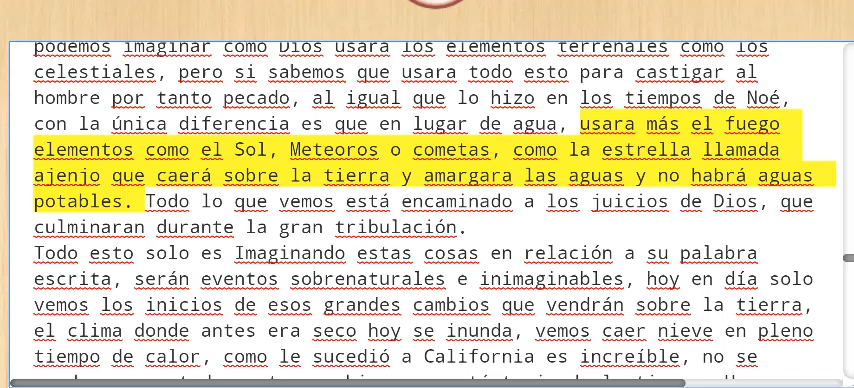 podemos imaginar como Dios usara los elementos terrenales como los
celestiales, pero si sabemos que usara todo esto para castigar al
hombre por tanto pecado, al igual que lo hizo en los tiempos de Noé,
con la única diferencia es que en lugar de agua, usara más el fuego
elementos como el Sol, Meteoros o cometas, como la estrella llamada
ajenjo que caerá sobre la tierra y amargara las aguas y no habrá aguas
potables. Todo lo que vemos está encaminado a los juicios de Dios, que
culminaran durante la gran tribulación.
Todo esto solo es Imaginando estas cosas en relación a su palabra
escrita, serán eventos sobrenaturales e inimaginables, hoy en día solo
vemos los inicios de esos grandes cambios que vendrán sobre la tierra,
el clima donde antes era seco hoy se inunda, vemos caer nieve en pleno
tiempo de calor, como le sucedió a California es increíble, no se